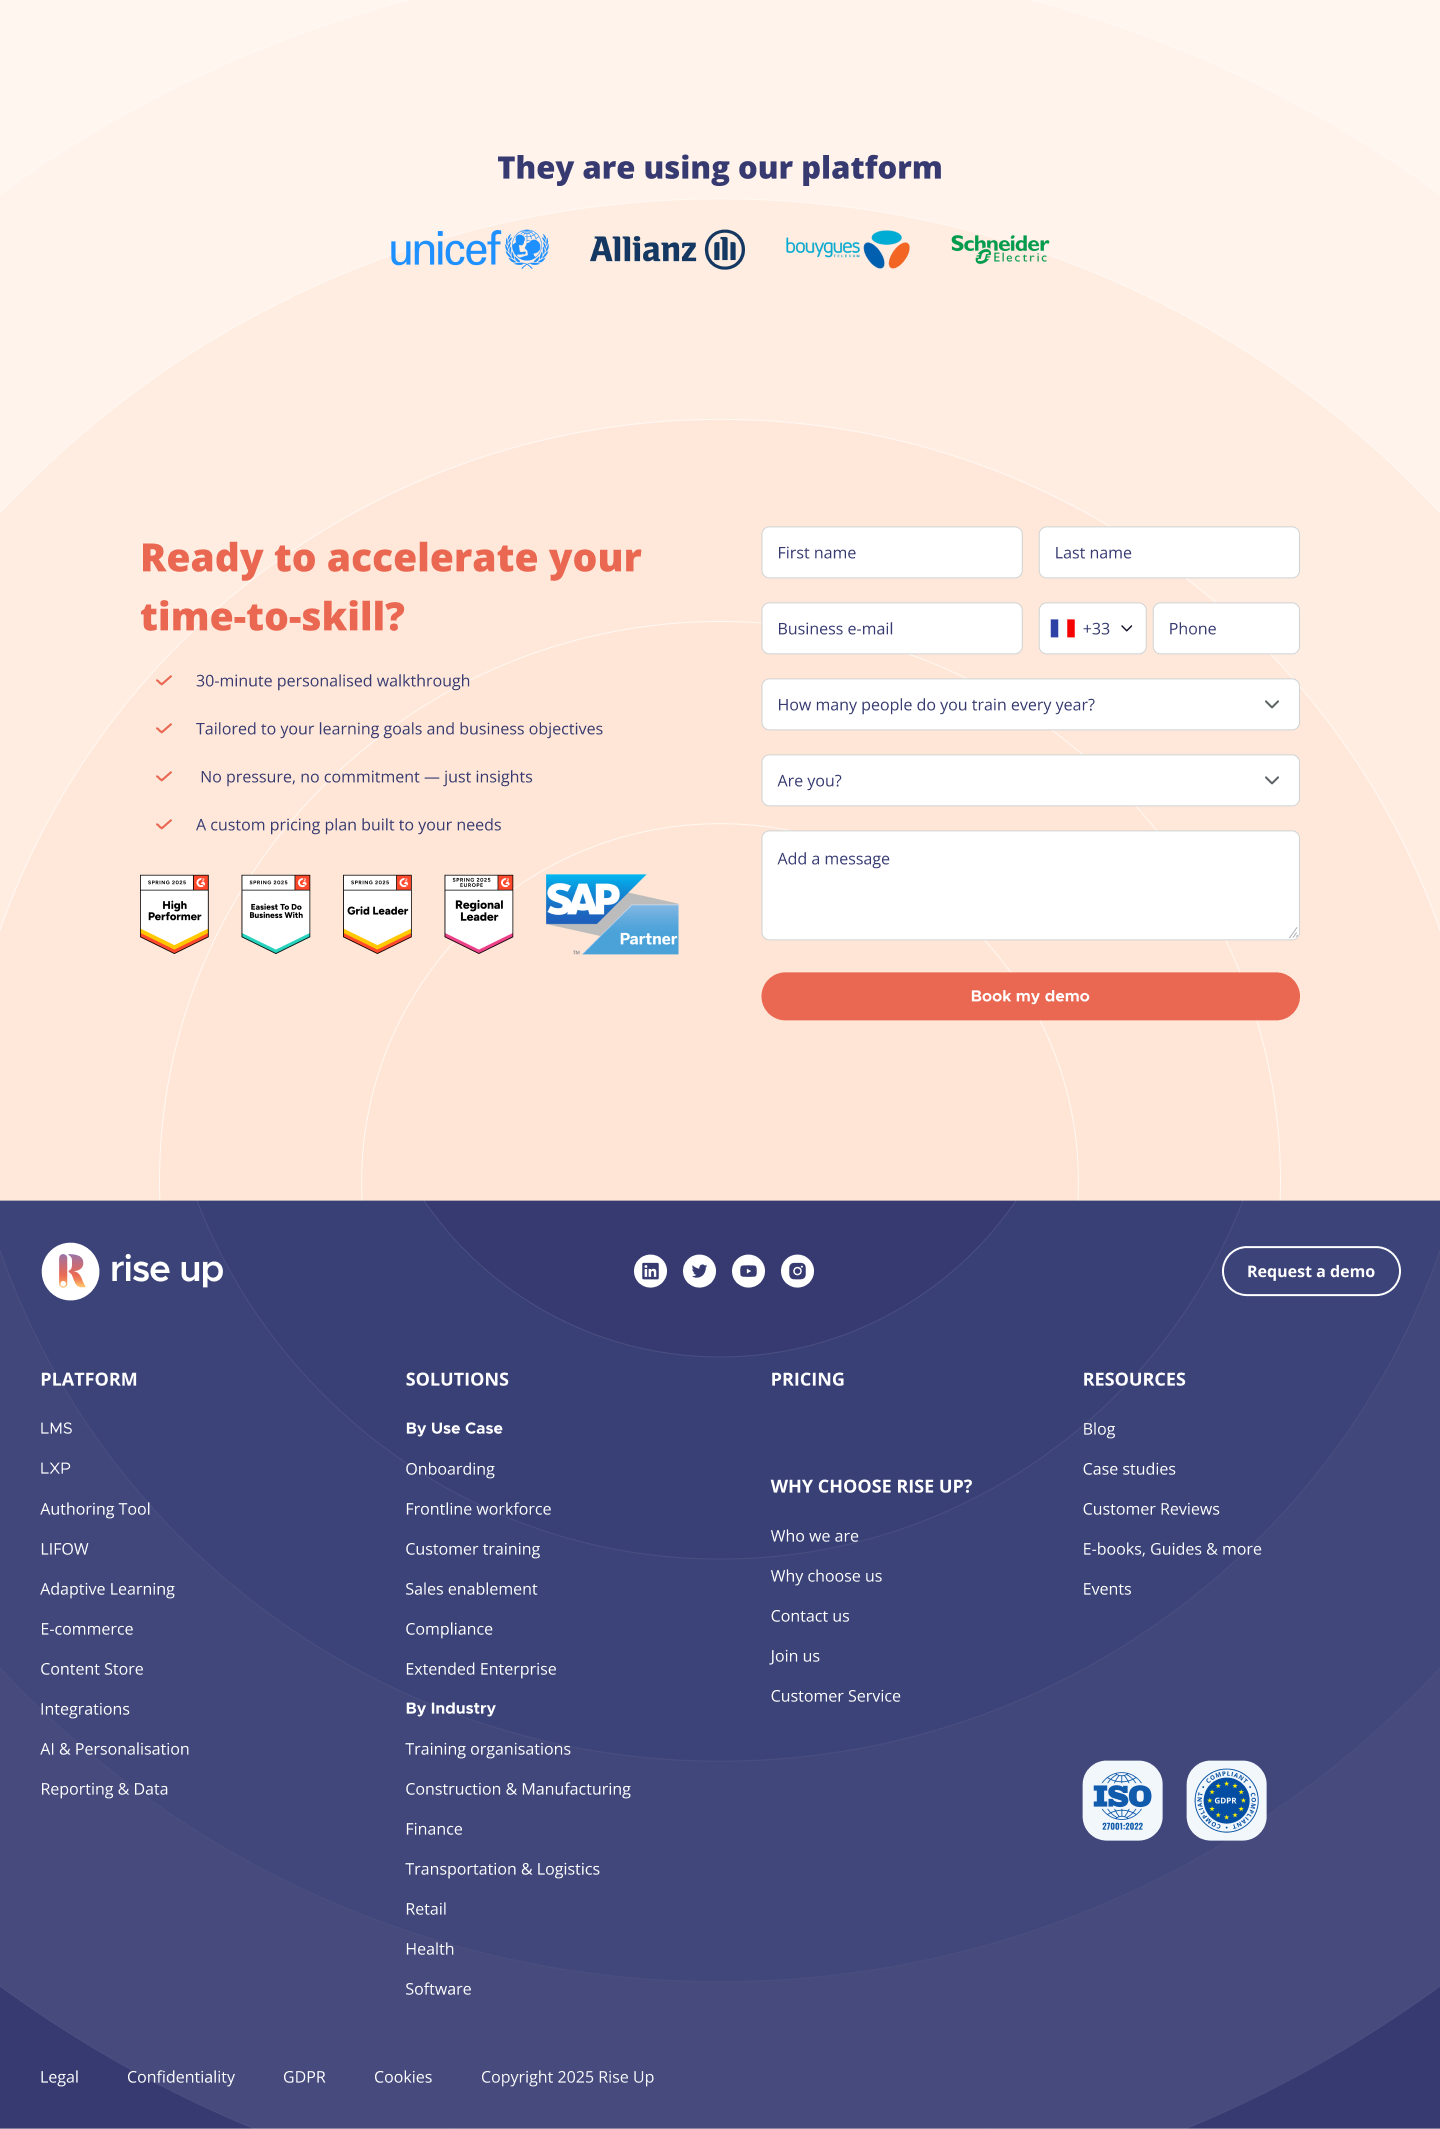 They are using our platform
unicef
Allianz
bouygues
TELECOM
Schneider
Electric
Ready to accelerate your
time-to-skill?
30-minute personalised walkthrough
Tailored to your learning goals and business objectives
No pressure, no commitment — just insights
A custom pricing plan built to your needs
SPRING 2025
High
Performer
SPRING 2025
Easiest To Do
Business With
SPRING 2025
Grid Leader
SPRING 2025
EUROPE
Regional
Leader
SAP
Partner
TM
First name
Last name
Business e-mail
+33
Phone
How many people do you train every year?
Are you?
Add a message
Book my demo
rise up
Request a demo
PLATFORM
LMS
LXP
Authoring Tool
LIFOW
Adaptive Learning
E-commerce
Content Store
Integrations
AI & Personalisation
Reporting & Data
SOLUTIONS
By Use Case
Onboarding
Frontline workforce
Customer training
Sales enablement
Compliance
Extended Enterprise
By Industry
Training organisations
Construction & Manufacturing
Finance
Transportation & Logistics
Retail
Health
Software
PRICING
WHY CHOOSE RISE UP?
Who we are
Why choose us
Contact us
Join us
Customer Service
RESOURCES
Blog
Case studies
Customer Reviews
E-books, Guides & more
Events
ISO
27001:2022
COMPLIANT • COMPLIANT • COMPLIANT •
GDPR
Legal
Confidentiality
GDPR
Cookies
Copyright 2025 Rise Up